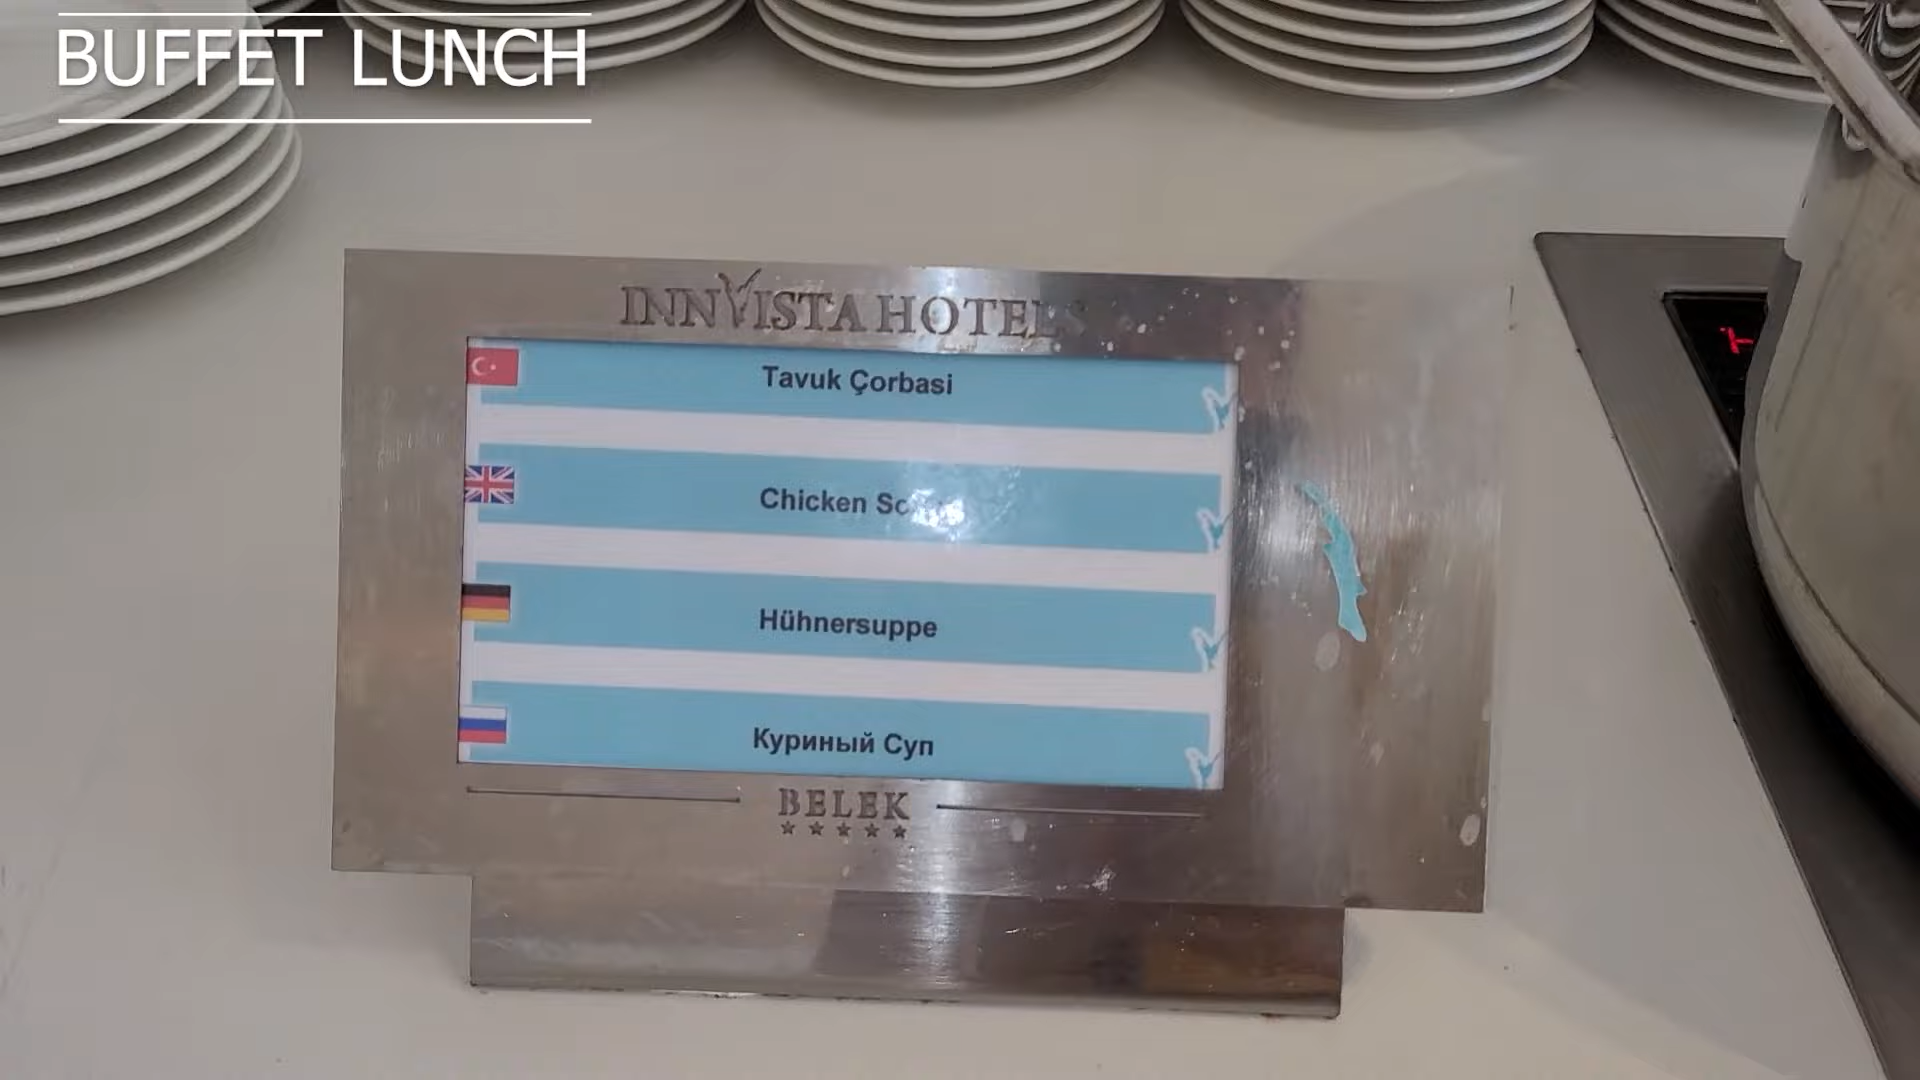 BUFFET LUNCH
INNVISTA HOTELS
Tavuk Çorbasi
Chicken
Hühnersuppe
Куриный Суп
BELEK